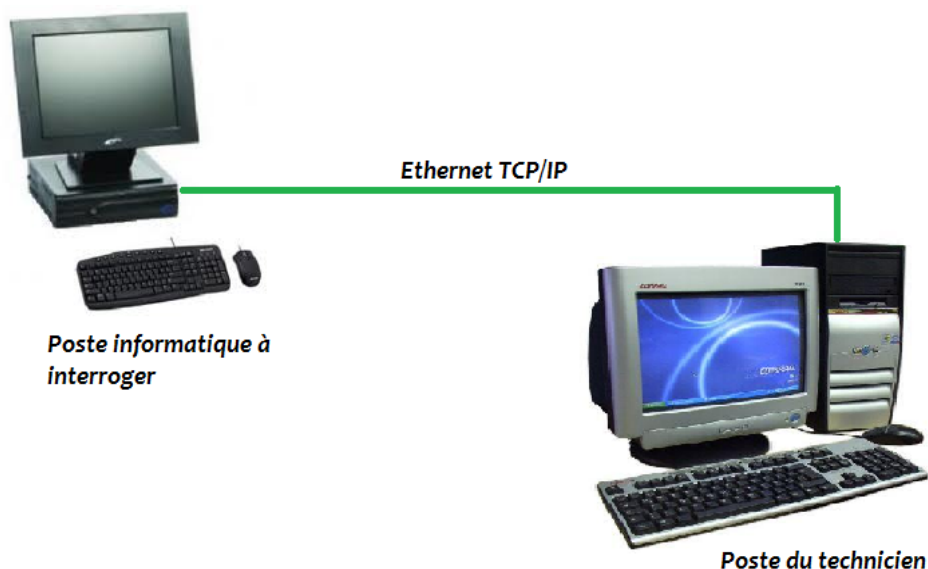 Ethernet TCP/IP
Poste informatique à
interroger
Poste du technicien